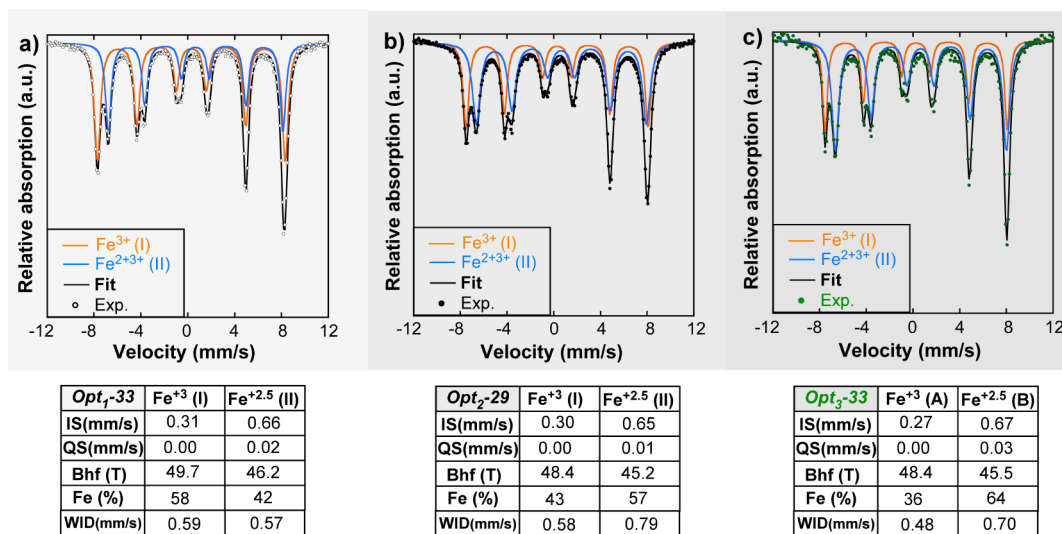 a)
Relative absorption (a.u.)
Fe³⁺ (I)
Fe²⁺³⁺ (II)
Fit
Exp.
-12 -8 -4 0 4 8 12
Velocity (mm/s)
b)
Relative absorption (a.u.)
Fe³⁺ (I)
Fe²⁺³⁺ (II)
Fit
Exp.
-12 -8 -4 0 4 8 12
Velocity (mm/s)
c)
Relative absorption (a.u.)
Fe³⁺ (I)
Fe²⁺³⁺ (II)
Fit
Exp.
-12 -8 -4 0 4 8 12
Velocity (mm/s)
Opt₁-33 Fe⁺³ (I) Fe⁺²·⁵ (II)
IS(mm/s) 0.31 0.66
QS(mm/s) 0.00 0.02
Bhf (T) 49.7 46.2
Fe (%) 58 42
WID(mm/s) 0.59 0.57
Opt₂-29 Fe⁺³ (I) Fe⁺²·⁵ (II)
IS(mm/s) 0.30 0.65
QS(mm/s) 0.00 0.01
Bhf (T) 48.4 45.2
Fe (%) 43 57
WID(mm/s) 0.58 0.79
Opt₃-33 Fe⁺³ (A) Fe⁺²·⁵ (B)
IS(mm/s) 0.27 0.67
QS(mm/s) 0.00 0.03
Bhf (T) 48.4 45.5
Fe (%) 36 64
WID(mm/s) 0.48 0.70